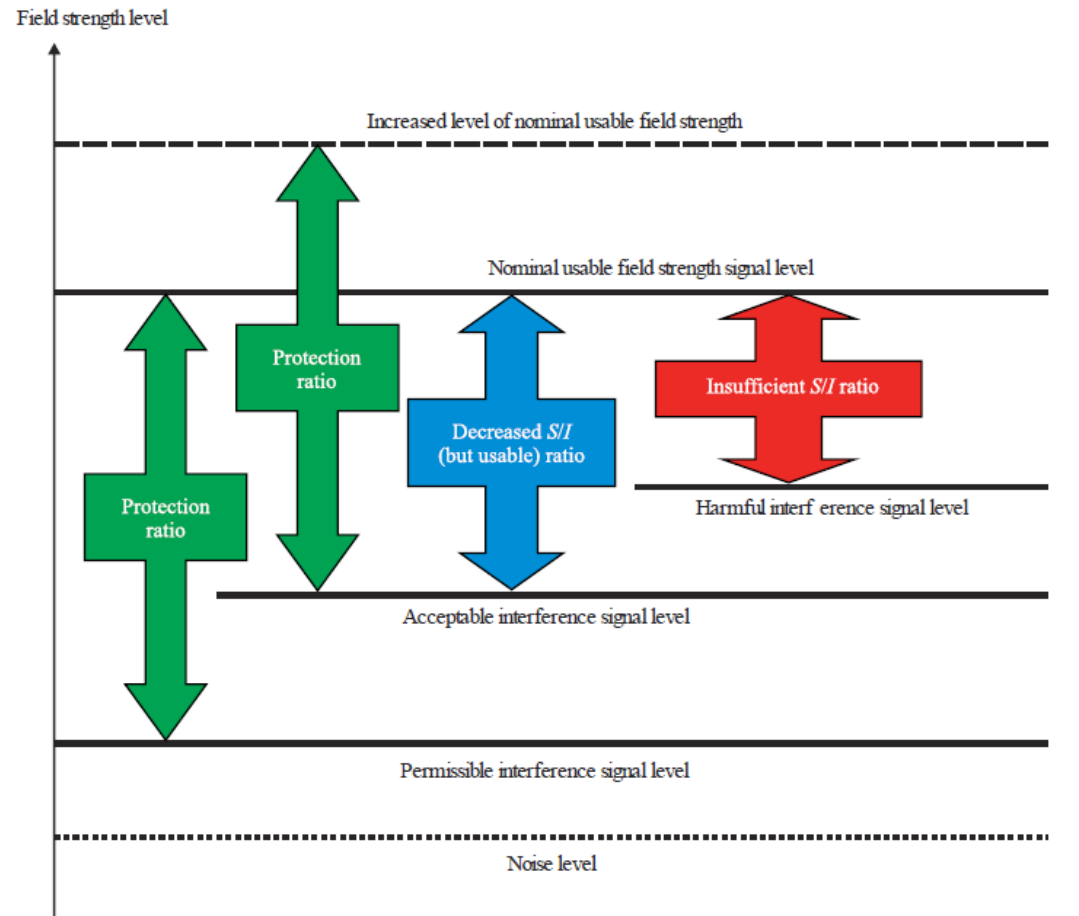 Field strength level
Increased level of nominal usable field strength
Nominal usable field strength signal level
Protection
ratio
Insufficient S/I ratio
Decreased S/I
(but usable) ratio
Protection
ratio
Harmful interf erence signal level
Acceptable interference signal level
Permissible interference signal level
Noise level